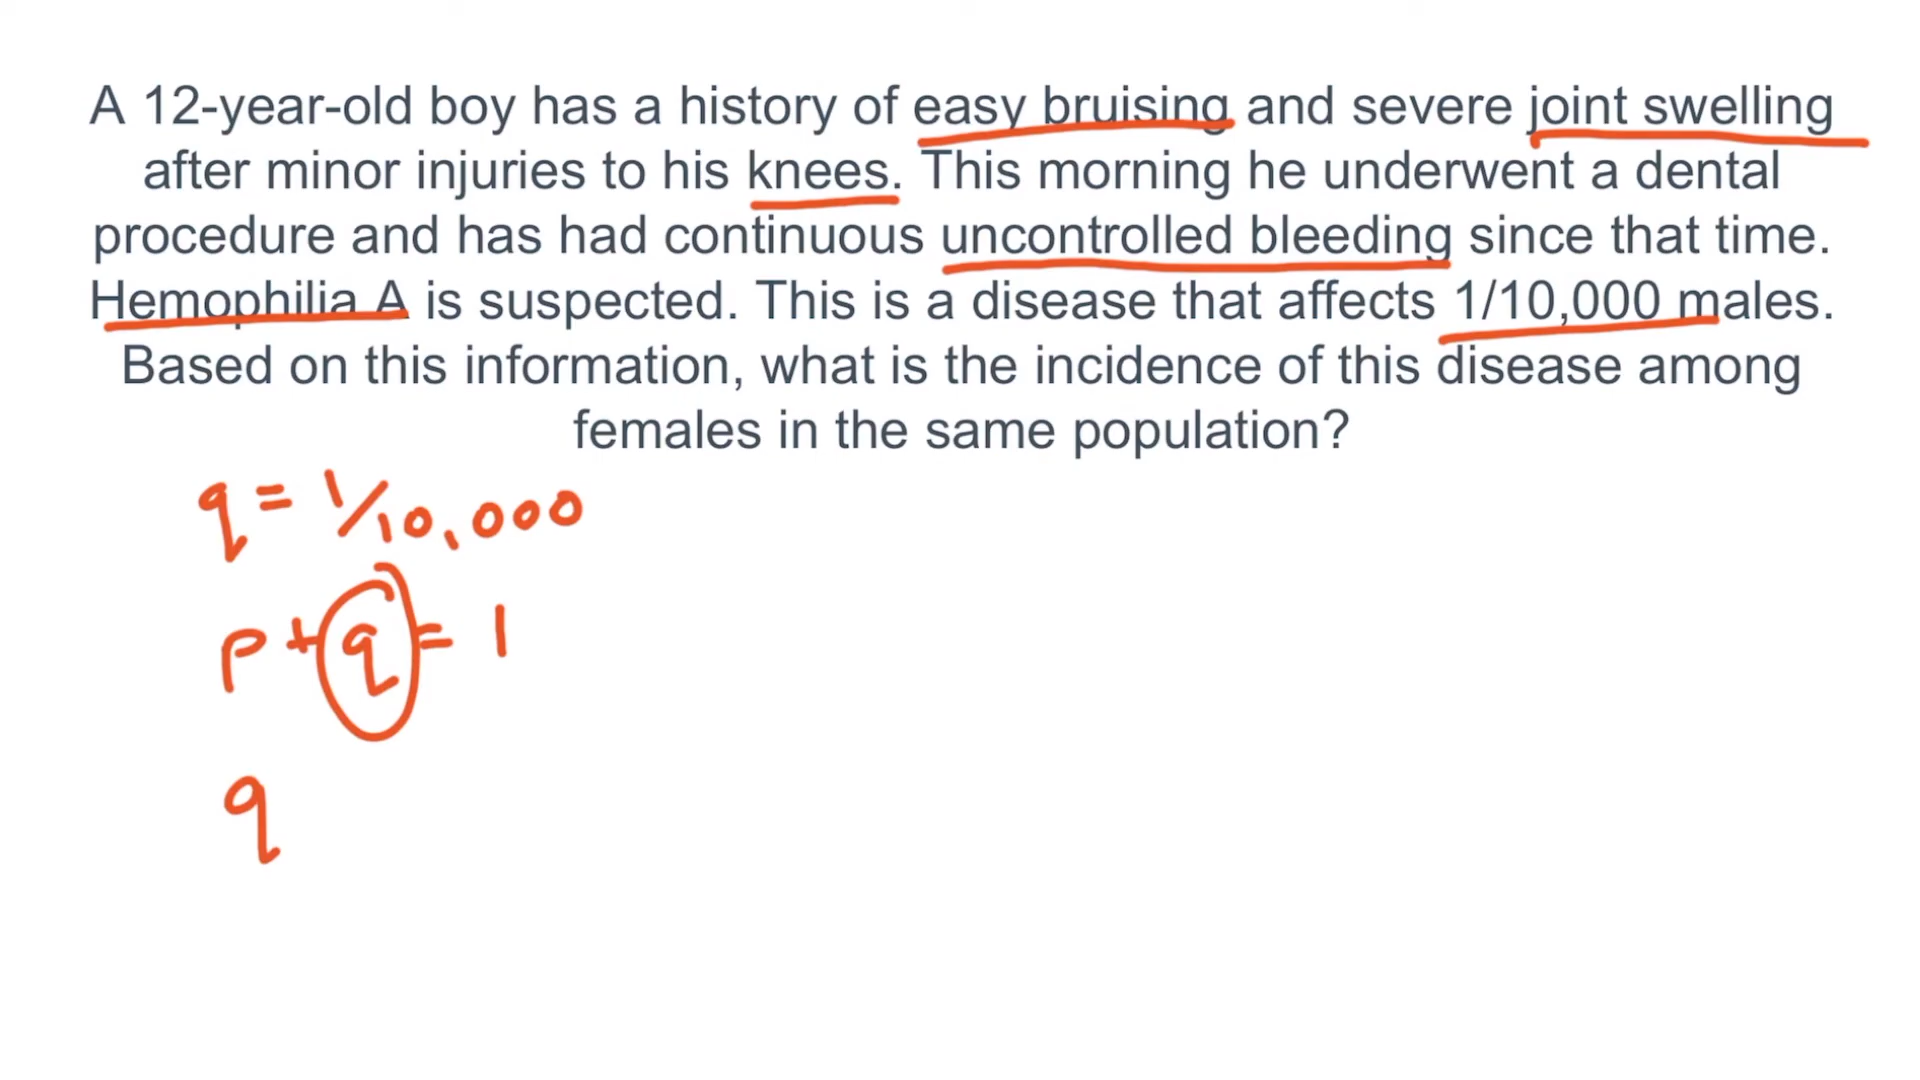 A 12-year-old boy has a history of easy bruising and severe joint swelling
after minor injuries to his knees. This morning he underwent a dental
procedure and has had continuous uncontrolled bleeding since that time.
Hemophilia A is suspected. This is a disease that affects 1/10,000 males.
Based on this information, what is the incidence of this disease among
females in the same population?
q = 1/10,000
p + q = 1
q